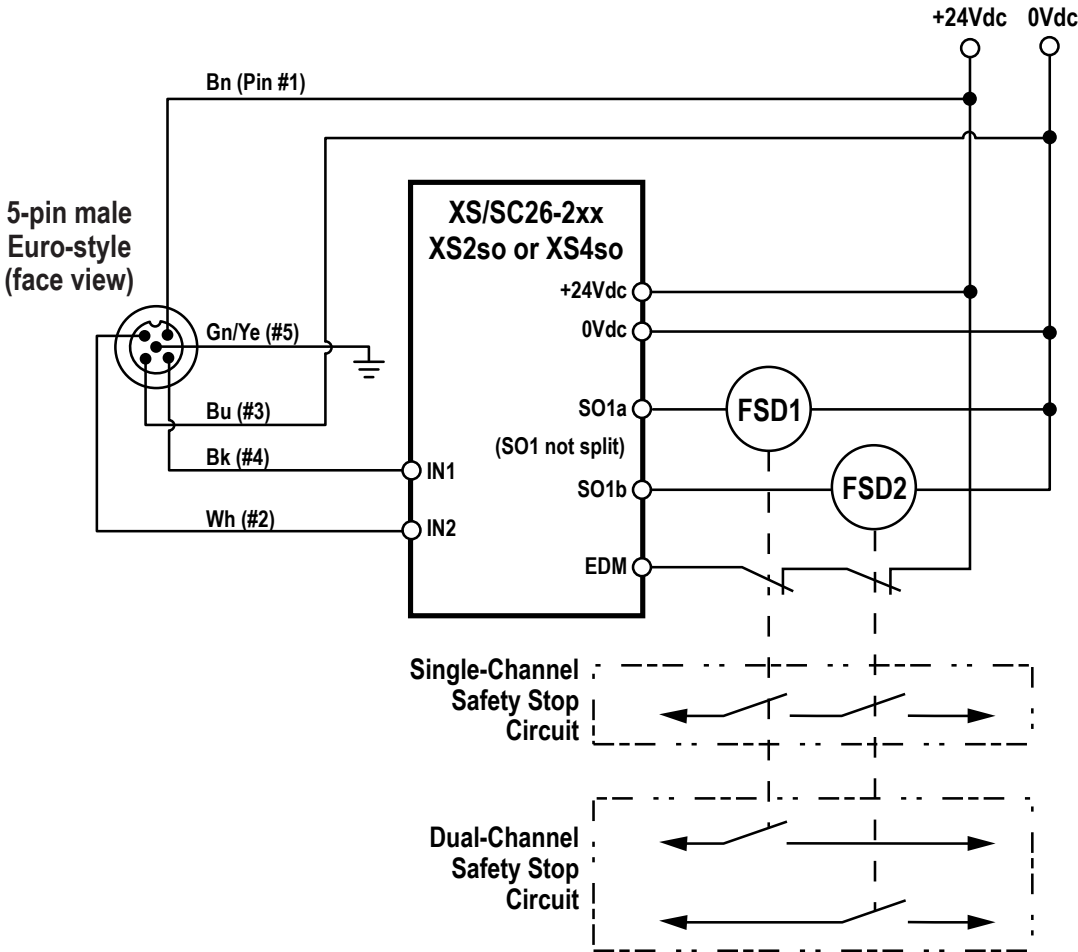 +24Vdc 0Vdc
Bn (Pin #1)
5-pin male
Euro-style
(face view)
XS/SC26-2xx
XS2so or XS4so
+24Vdc
0Vdc
Gn/Ye (#5)
SO1a
FSD1
Bu (#3)
(SO1 not split)
Bk (#4)
IN1
SO1b
FSD2
Wh (#2)
IN2
EDM
Single-Channel
Safety Stop
Circuit
Dual-Channel
Safety Stop
Circuit